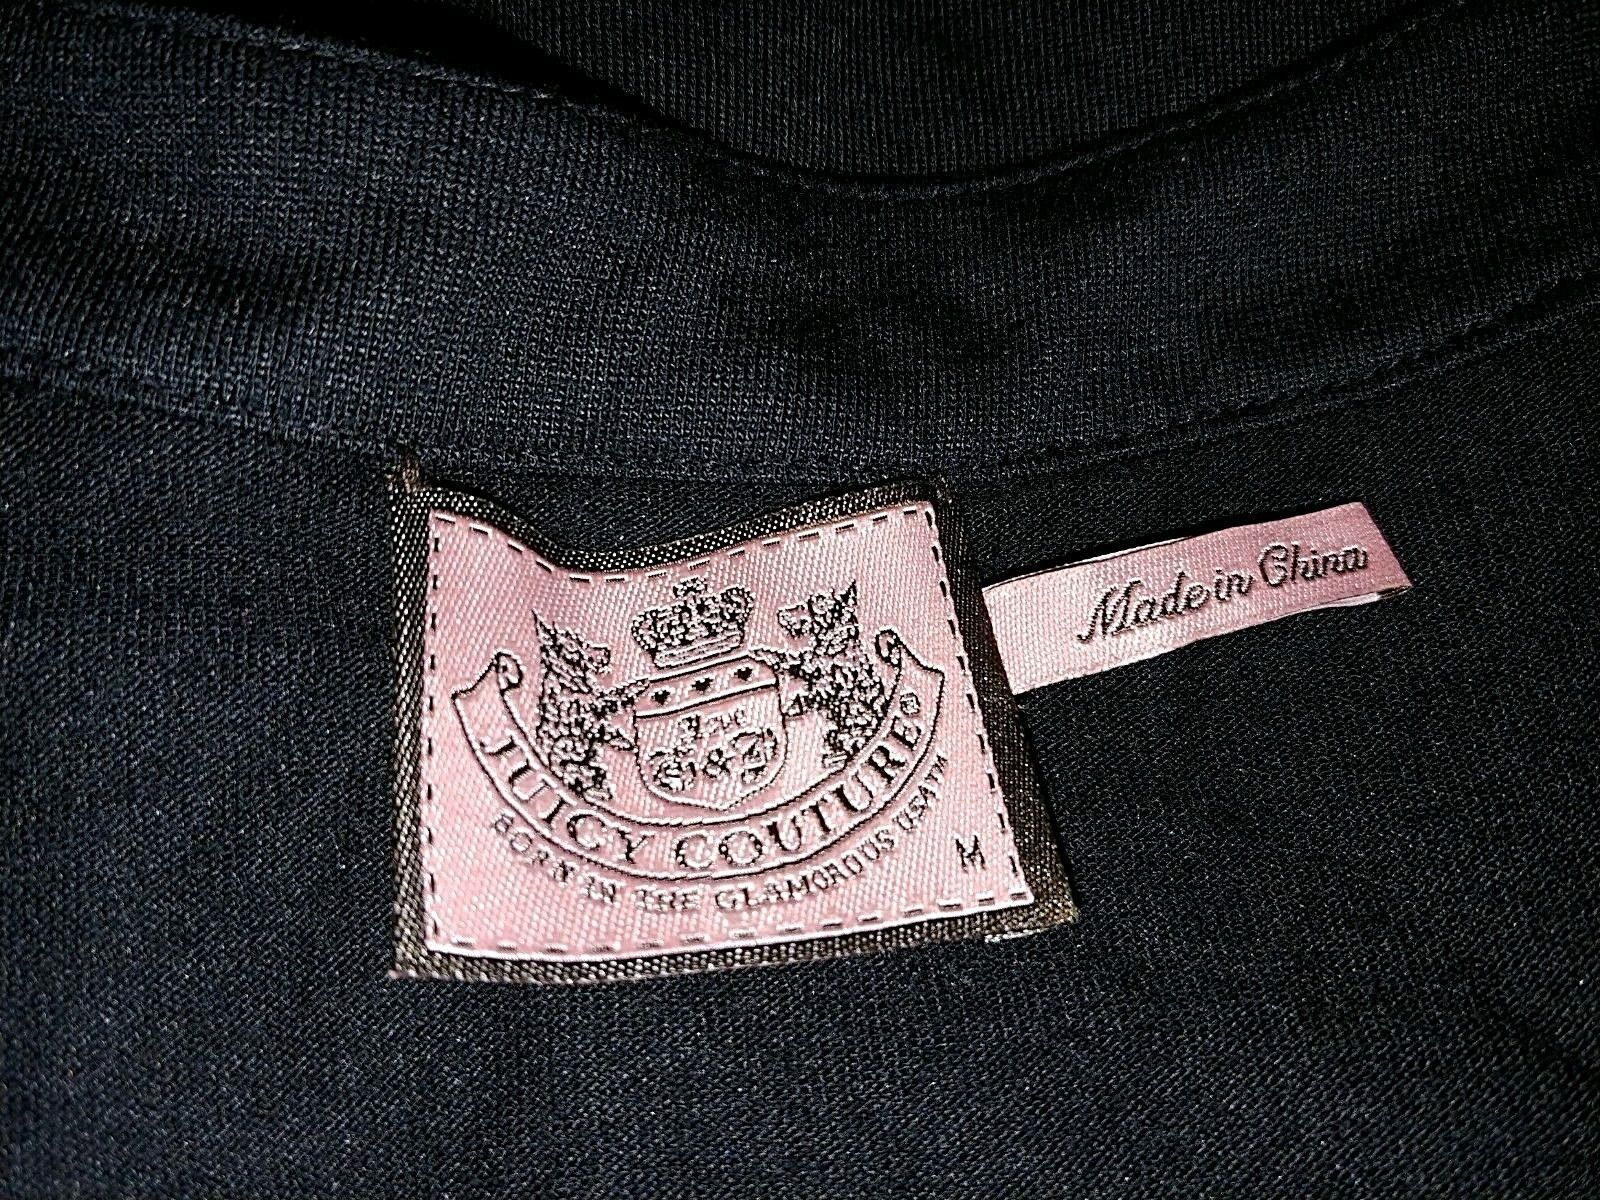 JUICY COUTURE®
BORN IN THE GLAMOROUS USA™
M
Made in China